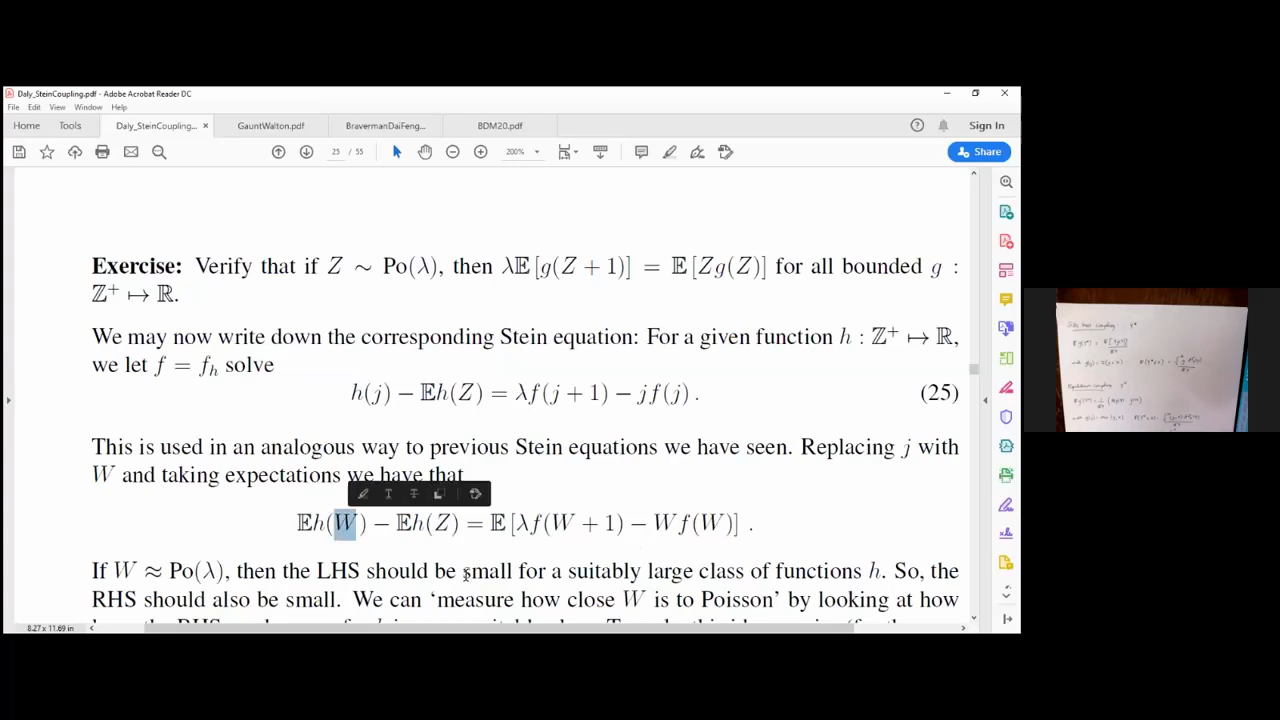 Daly_SteinCoupling.pdf - Adobe Acrobat Reader DC
File Edit View Window Help
Home Tools Daly_SteinCoupling... × GauntWalton.pdf BravermanDaiFeng... BDM20.pdf Sign In
25 / 55 200% Share
Exercise: Verify that if Z ∼ Po(λ), then λ𝔼[g(Z + 1)] = 𝔼[Zg(Z)] for all bounded g :
ℤ⁺ ↦ ℝ.
We may now write down the corresponding Stein equation: For a given function h : ℤ⁺ ↦ ℝ,
we let f = f_h solve
h(j) − 𝔼h(Z) = λf(j + 1) − jf(j) . (25)
This is used in an analogous way to previous Stein equations we have seen. Replacing j with
W and taking expectations we have that
𝔼h(W) − 𝔼h(Z) = 𝔼[λf(W + 1) − Wf(W)] .
If W ≈ Po(λ), then the LHS should be small for a suitably large class of functions h. So, the
RHS should also be small. We can ‘measure how close W is to Poisson’ by looking at how
8.27 x 11.69 in